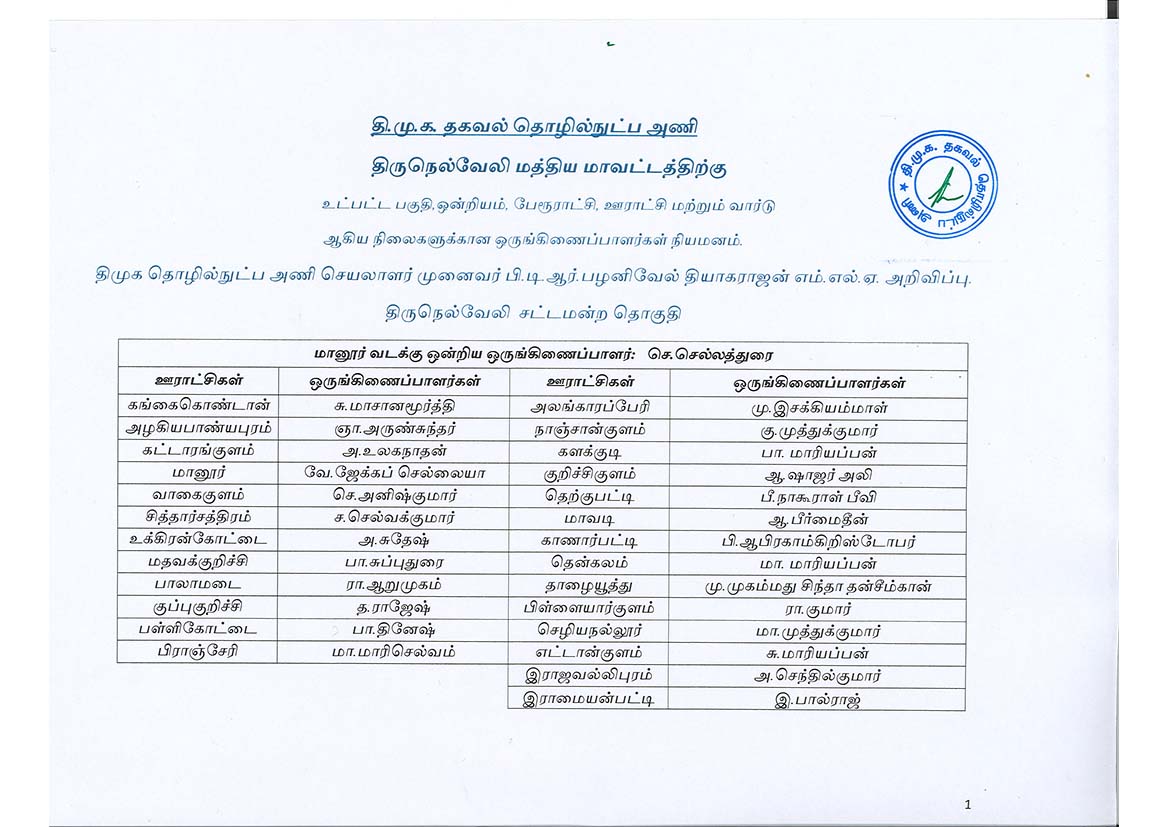 தி.மு.க. தகவல் தொழில்நுட்ப அணி
திருநெல்வேலி மத்திய மாவட்டத்திற்கு
உட்பட்ட பகுதி,ஒன்றியம், பேரூராட்சி, ஊராட்சி மற்றும் வார்டு
ஆகிய நிலைகளுக்கான ஒருங்கிணைப்பாளர்கள் நியமனம்.
திமுக தொழில்நுட்ப அணி செயலாளர் முனைவர் பி.டி.ஆர்.பழனிவேல் தியாகராஜன் எம்.எல்.ஏ. அறிவிப்பு.
திருநெல்வேலி சட்டமன்ற தொகுதி
தி.மு.க. தகவல் தொழில்நுட்ப அணி
மானூர் வடக்கு ஒன்றிய ஒருங்கிணைப்பாளர்: செ.செல்லத்துரை
ஊராட்சிகள் ஒருங்கிணைப்பாளர்கள் ஊராட்சிகள் ஒருங்கிணைப்பாளர்கள்
கங்கைகொண்டான் சு.மாசானமூர்த்தி அலங்காரப்பேரி மு.இசக்கியம்மாள்
அழகியபாண்யபுரம் ஞா.அருண்சுந்தர் நாஞ்சான்குளம் கு.முத்துக்குமார்
கட்டாரங்குளம் அ.உலகநாதன் களக்குடி பா. மாரியப்பன்
மானூர் வே.ஜேக்கப் செல்லையா குறிச்சிகுளம் ஆ.ஷாஜர் அலி
வாகைகுளம் செ.அனிஷ்குமார் தெற்குபட்டி பீ.நாகூராள் பீவி
சித்தார்சத்திரம் ச.செல்வக்குமார் மாவடி ஆ.பீர்மைதீன்
உக்கிரன்கோட்டை அ.சுதேஷ் காணார்பட்டி பி.ஆபிரகாம்கிறிஸ்டோபர்
மதவக்குறிச்சி பா.சுப்புதுரை தென்கலம் மா. மாரியப்பன்
பாலாமடை ரா.ஆறுமுகம் தாழையூத்து மு.முகம்மது சிந்தா தன்சீம்கான்
குப்புகுறிச்சி த.ராஜேஷ் பிள்ளையார்குளம் ரா.குமார்
பள்ளிகோட்டை பா.தினேஷ் செழியநல்லூர் மா.முத்துக்குமார்
பிராஞ்சேரி மா.மாரிசெல்வம் எட்டான்குளம் சு.மாரியப்பன்
இராஜவல்லிபுரம் அ.செந்தில்குமார்
இராமையன்பட்டி இ.பால்ராஜ்
1